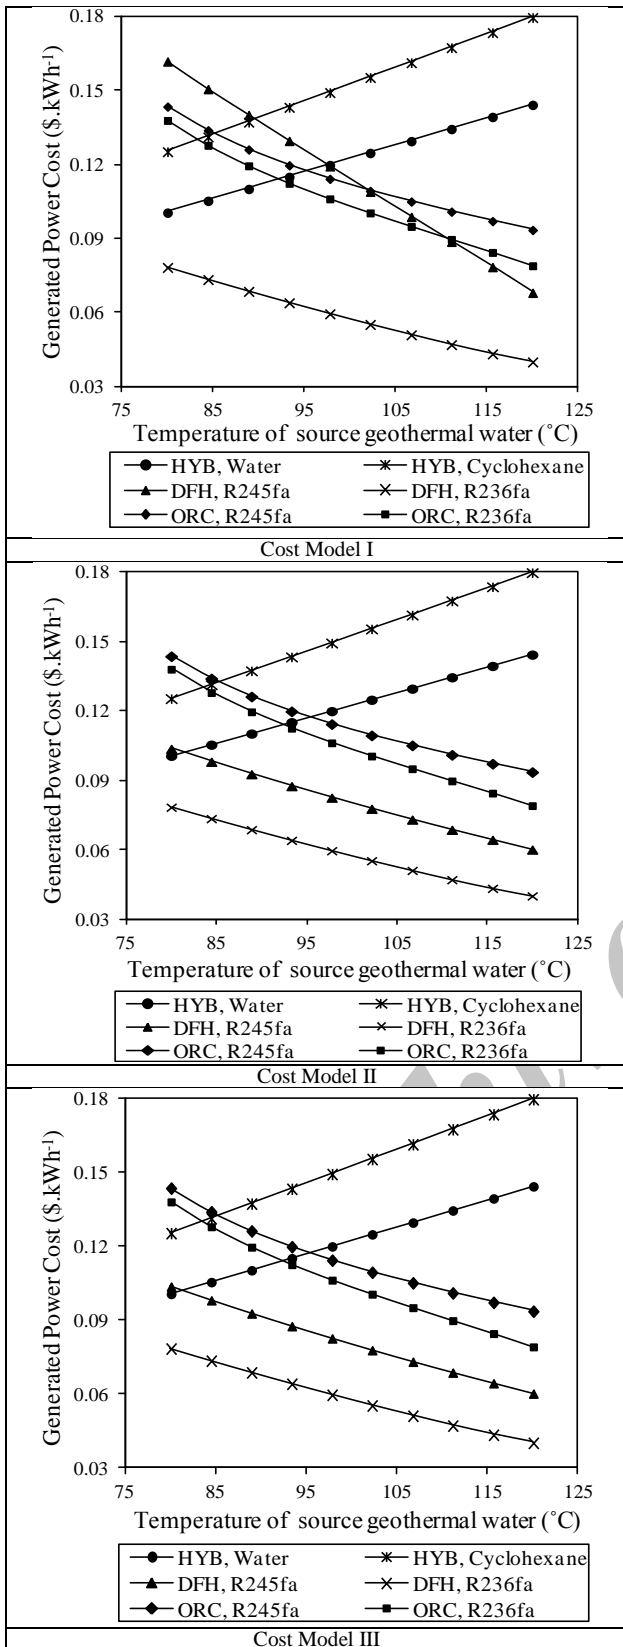 0.18
0.15
0.12
0.09
0.06
0.03
Generated Power Cost ($.kWh-1)
75 85 95 105 115 125
Temperature of source geothermal water (˚C)
HYB, Water HYB, Cyclohexane
DFH, R245fa DFH, R236fa
ORC, R245fa ORC, R236fa
Cost Model I
0.18
0.15
0.12
0.09
0.06
0.03
Generated Power Cost ($.kWh-1)
75 85 95 105 115 125
Temperature of source geothermal water (˚C)
HYB, Water HYB, Cyclohexane
DFH, R245fa DFH, R236fa
ORC, R245fa ORC, R236fa
Cost Model II
0.18
0.15
0.12
0.09
0.06
0.03
Generated Power Cost ($.kWh-1)
75 85 95 105 115 125
Temperature of source geothermal water (˚C)
HYB, Water HYB, Cyclohexane
DFH, R245fa DFH, R236fa
ORC, R245fa ORC, R236fa
Cost Model III